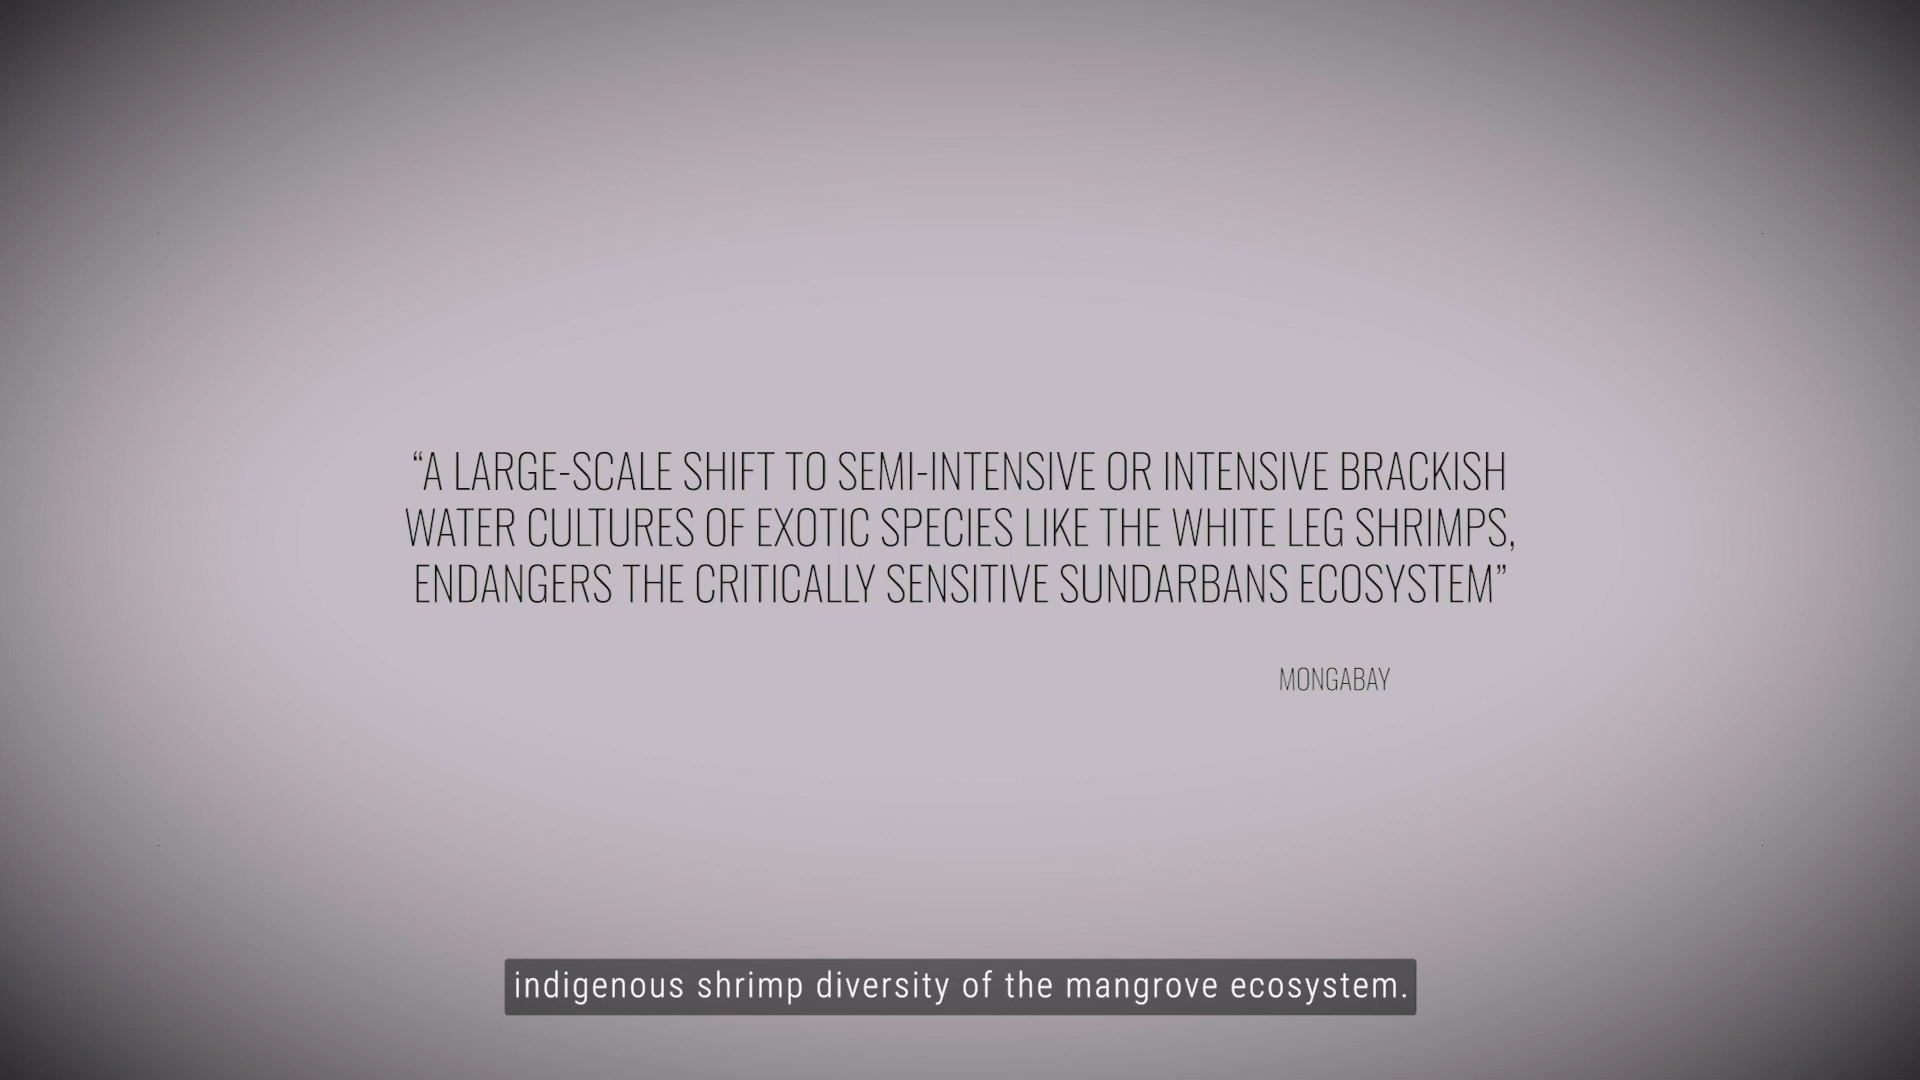 “A LARGE-SCALE SHIFT TO SEMI-INTENSIVE OR INTENSIVE BRACKISH
WATER CULTURES OF EXOTIC SPECIES LIKE THE WHITE LEG SHRIMPS,
ENDANGERS THE CRITICALLY SENSITIVE SUNDARBANS ECOSYSTEM”
MONGABAY
indigenous shrimp diversity of the mangrove ecosystem.